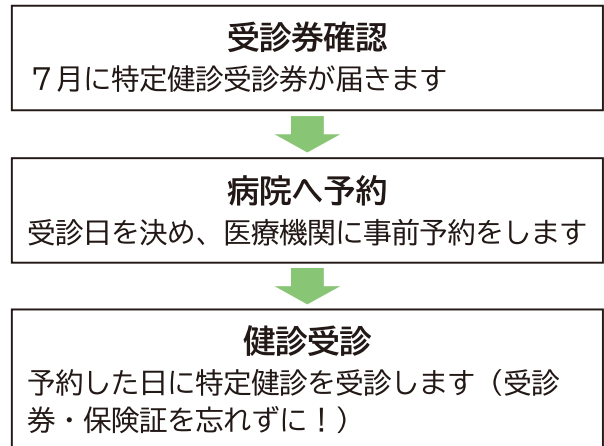 受診券確認
７月に特定健診受診券が届きます
病院へ予約
受診日を決め、医療機関に事前予約をします
健診受診
予約した日に特定健診を受診します（受診
券・保険証を忘れずに！）